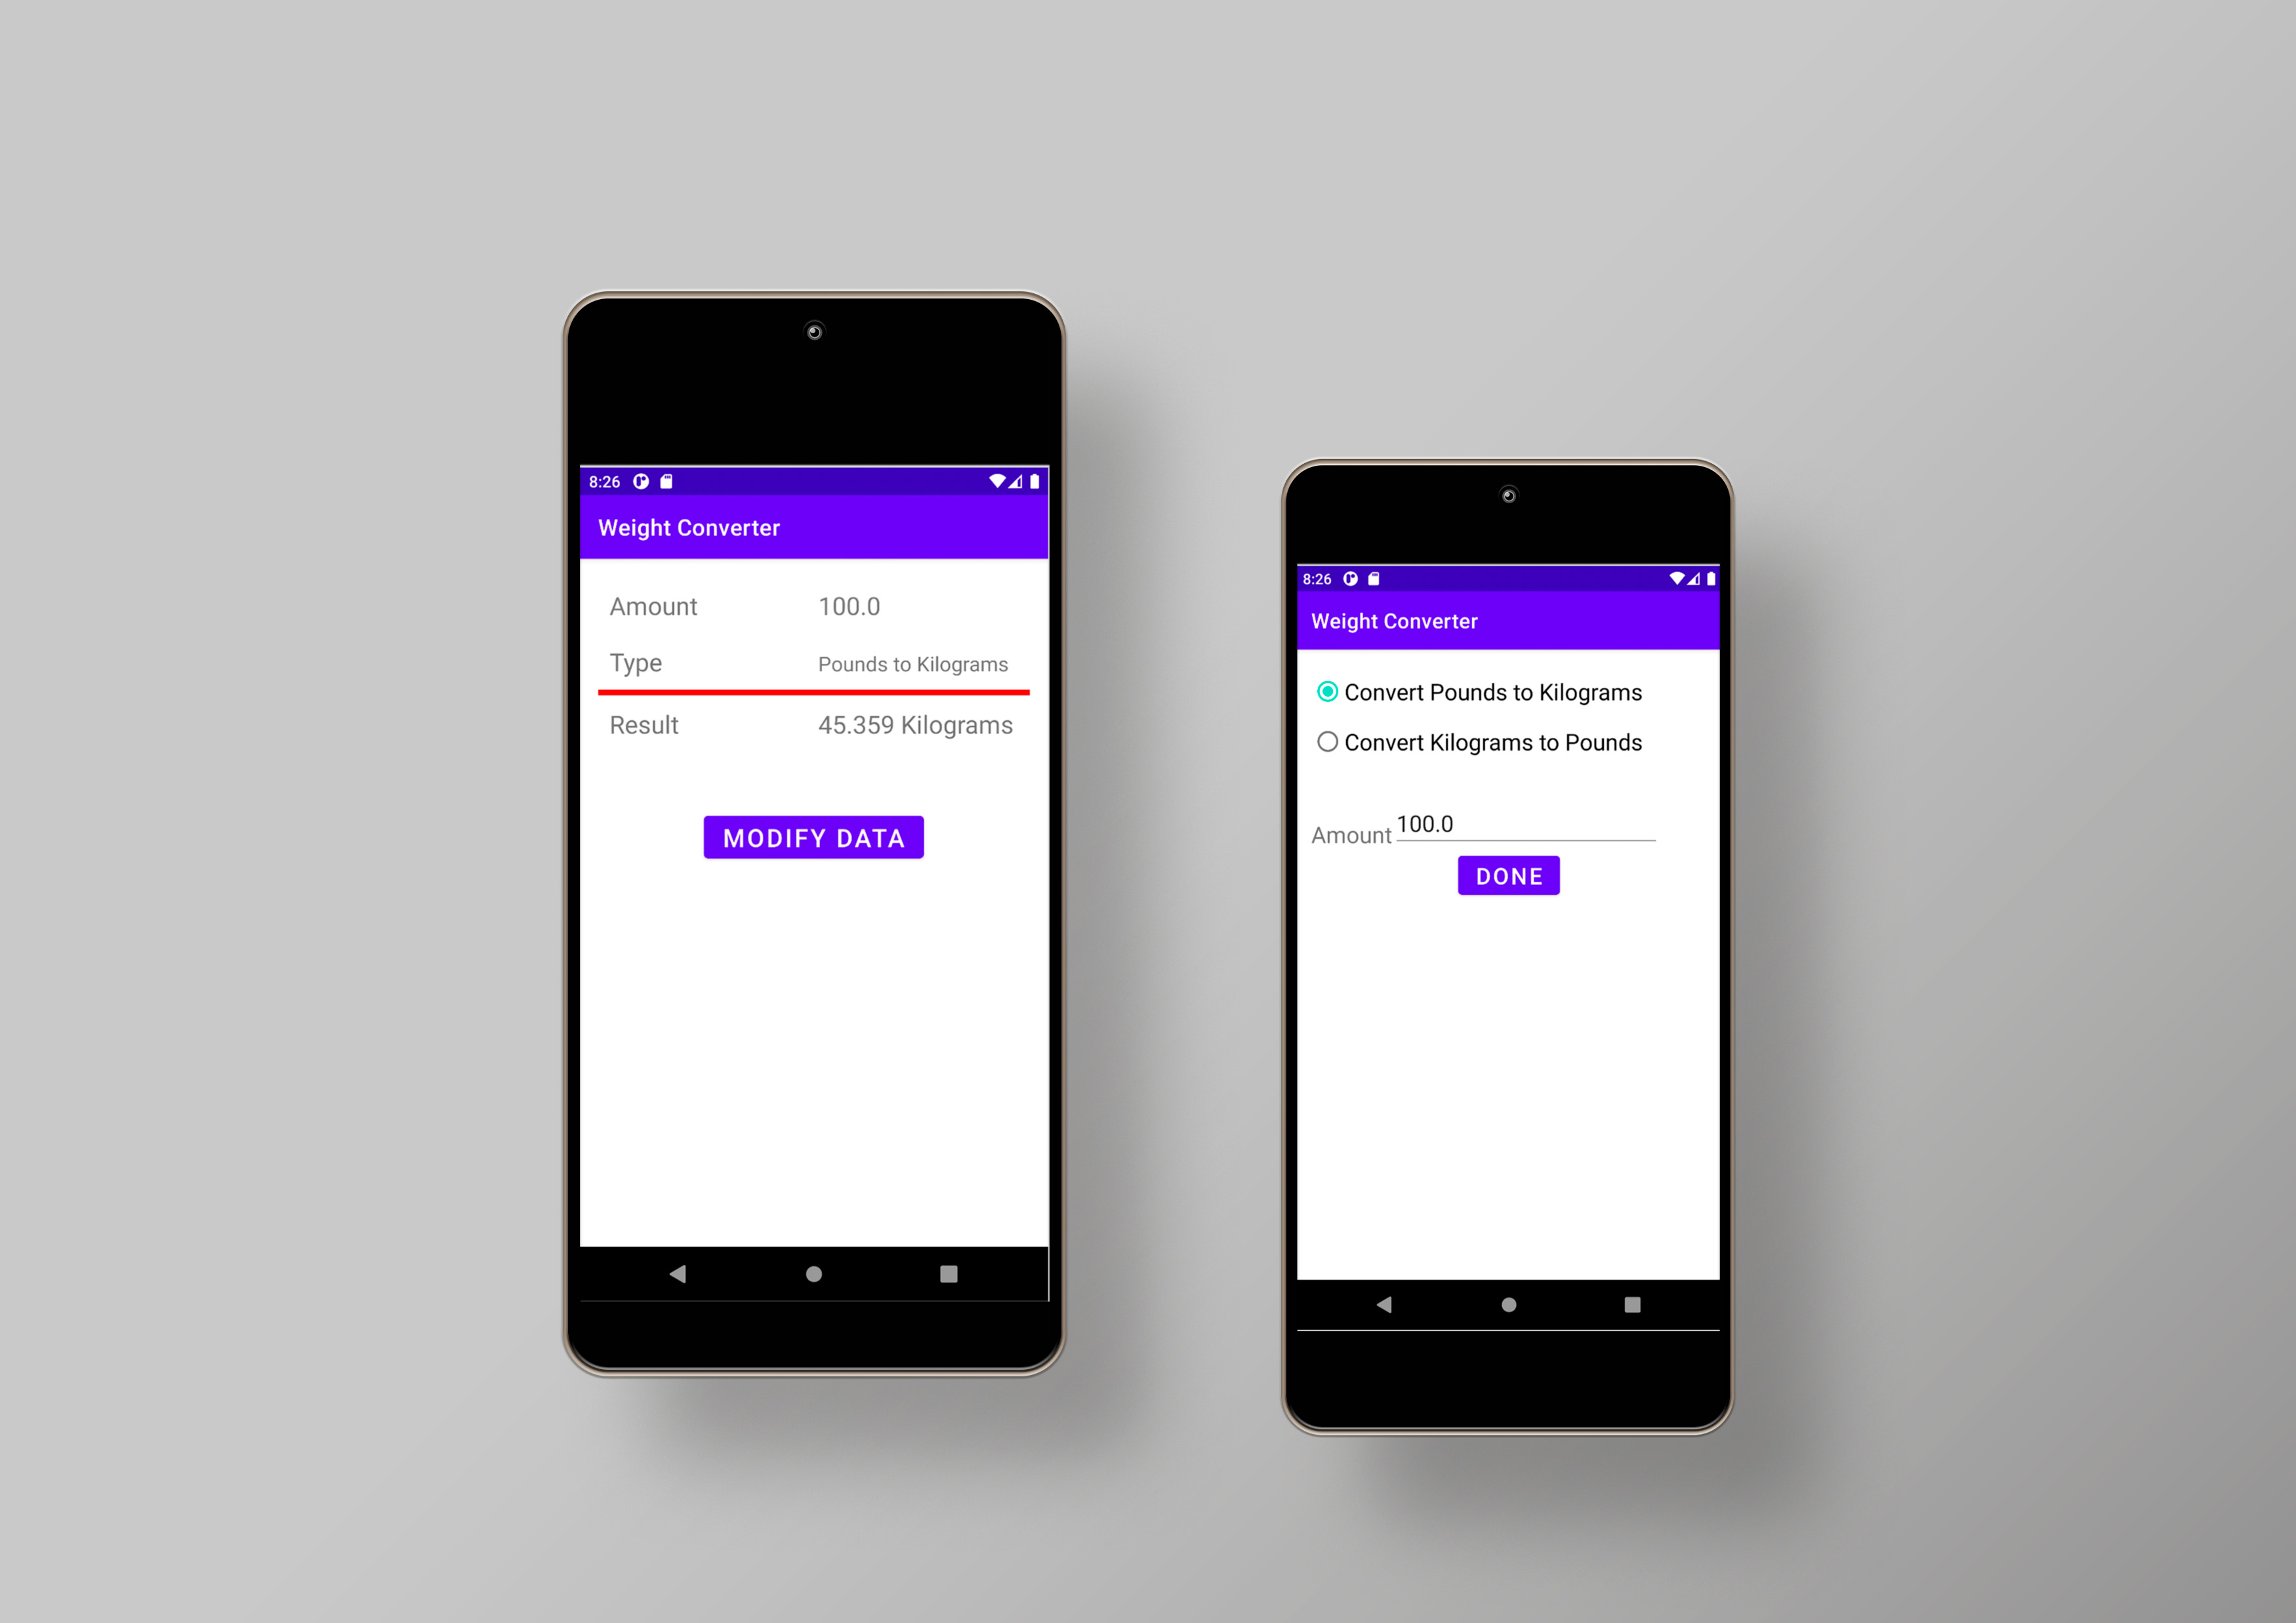 8:26
Weight Converter
Amount 100.0
Type Pounds to Kilograms
Result 45.359 Kilograms
MODIFY DATA
8:26
Weight Converter
Convert Pounds to Kilograms
Convert Kilograms to Pounds
Amount 100.0
DONE